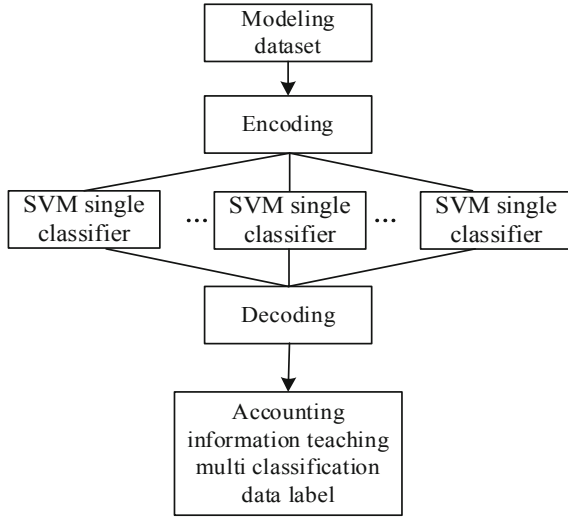 Modeling
dataset
Encoding
SVM single
classifier
...
SVM single
classifier
...
SVM single
classifier
Decoding
Accounting
information teaching
multi classification
data label